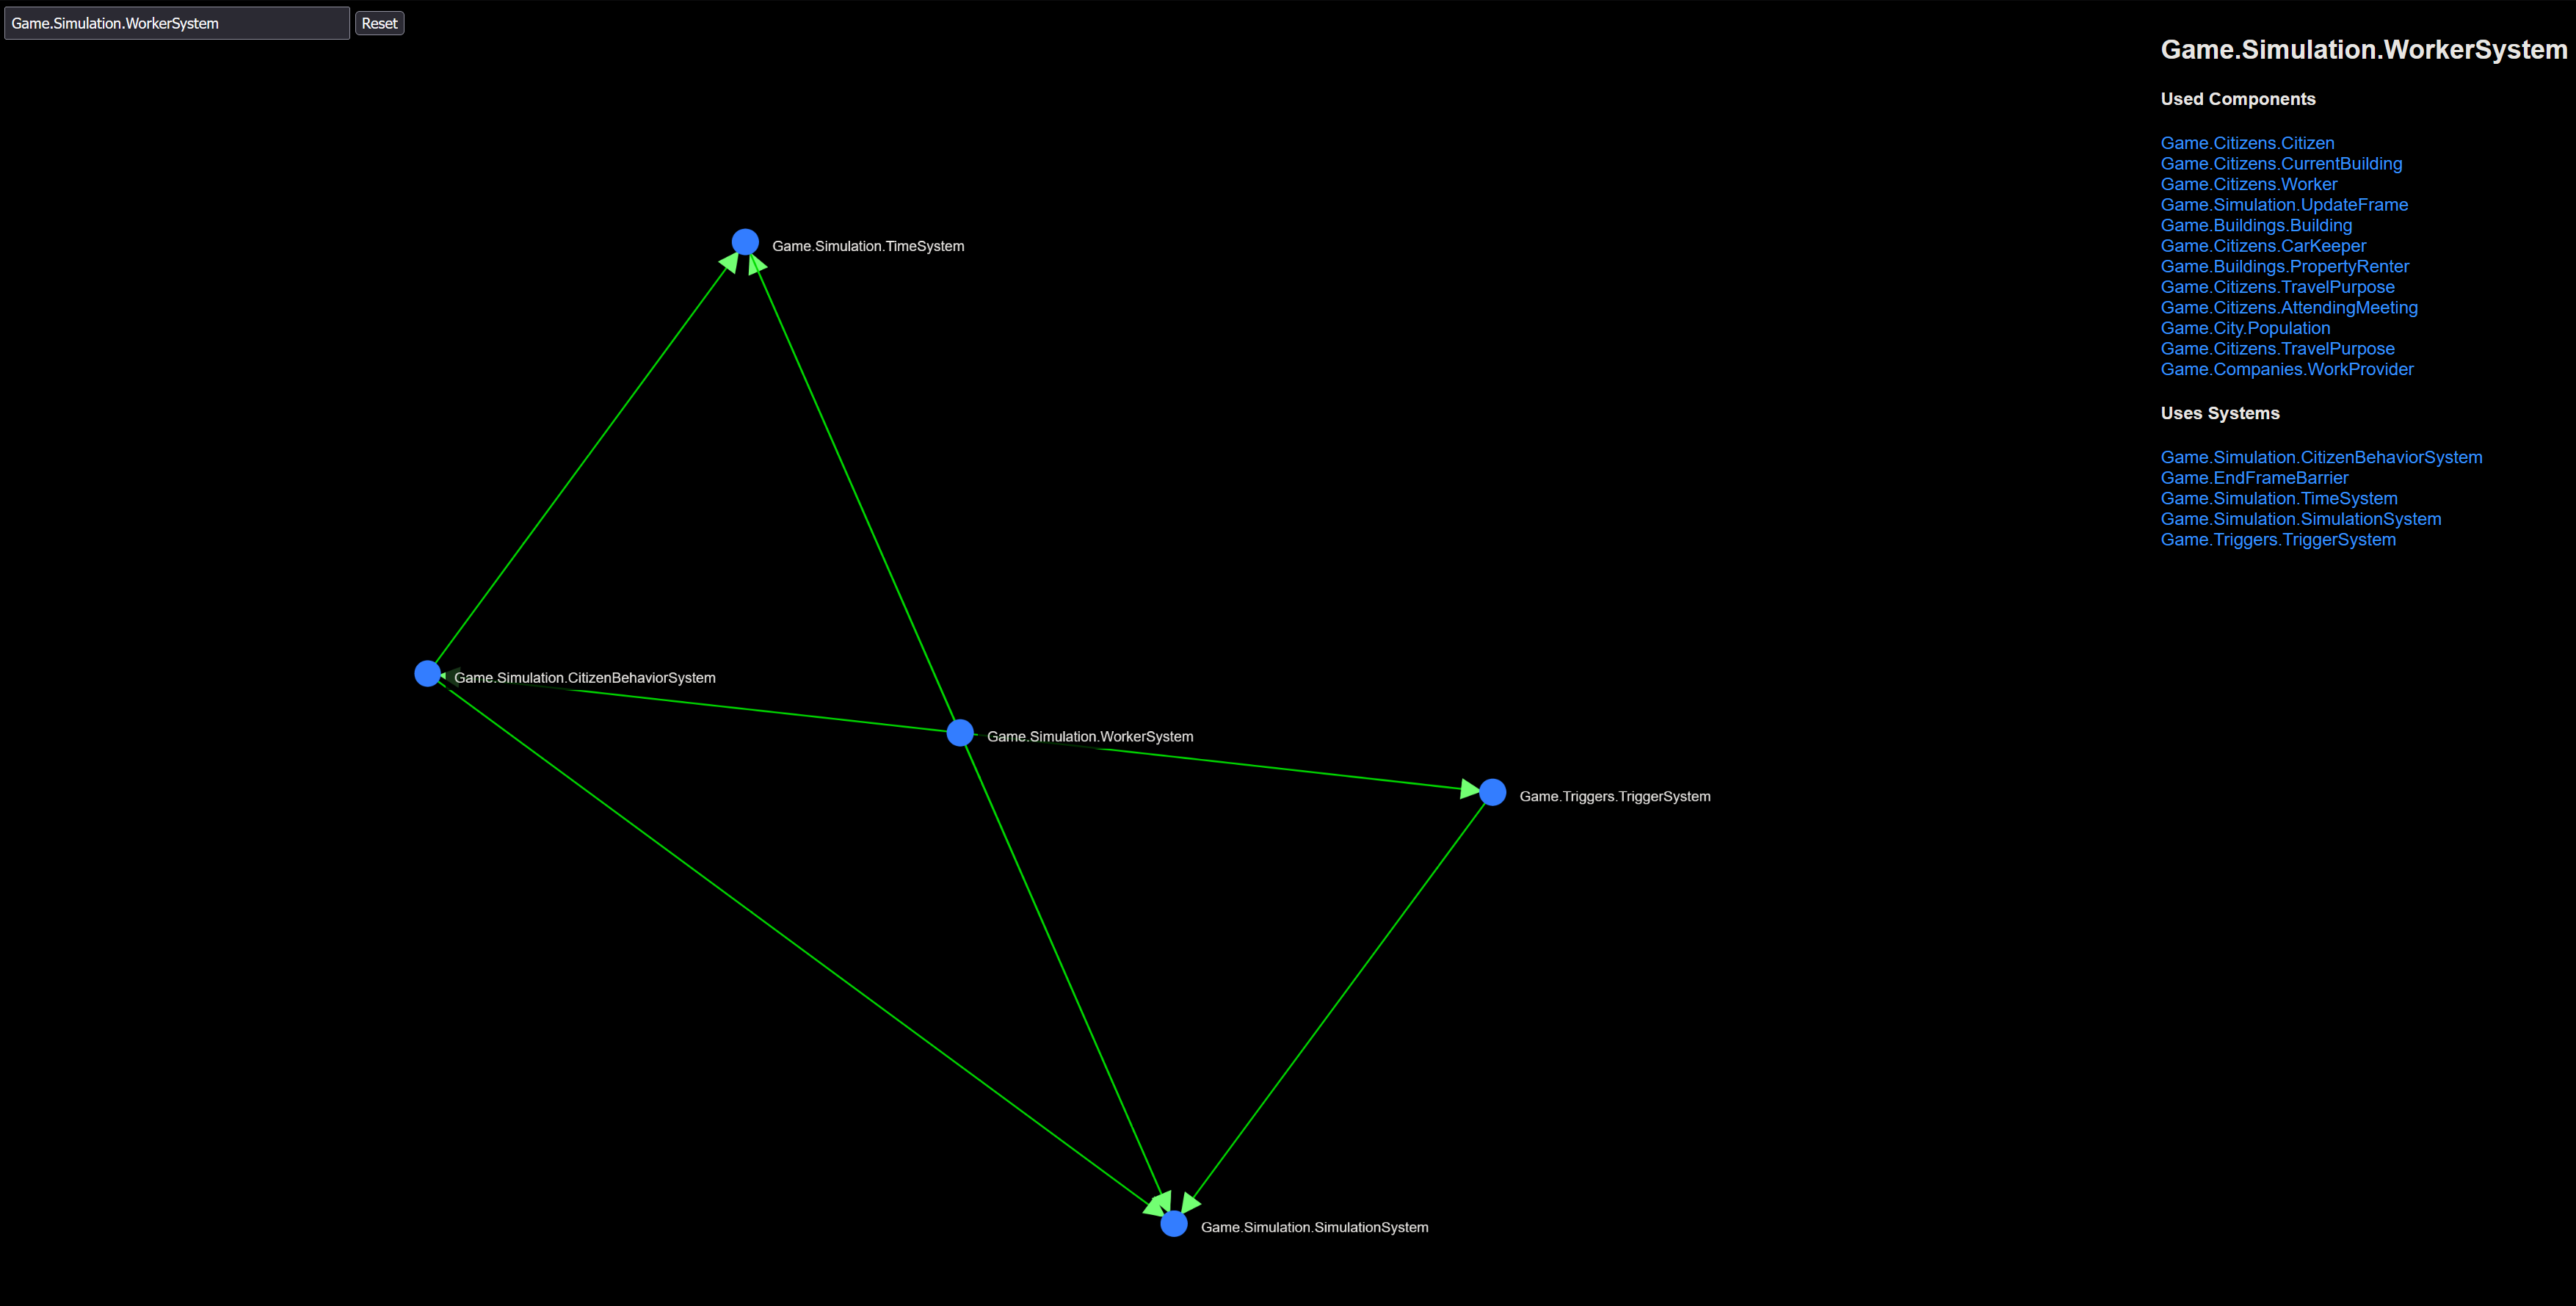 Game.Simulation.WorkerSystem
Reset
Game.Simulation.WorkerSystem
Used Components
Game.Citizens.Citizen
Game.Citizens.CurrentBuilding
Game.Citizens.Worker
Game.Simulation.UpdateFrame
Game.Buildings.Building
Game.Citizens.CarKeeper
Game.Buildings.PropertyRenter
Game.Citizens.TravelPurpose
Game.Citizens.AttendingMeeting
Game.City.Population
Game.Citizens.TravelPurpose
Game.Companies.WorkProvider
Uses Systems
Game.Simulation.CitizenBehaviorSystem
Game.EndFrameBarrier
Game.Simulation.TimeSystem
Game.Simulation.SimulationSystem
Game.Triggers.TriggerSystem
Game.Simulation.TimeSystem
Game.Simulation.CitizenBehaviorSystem
Game.Simulation.WorkerSystem
Game.Triggers.TriggerSystem
Game.Simulation.SimulationSystem